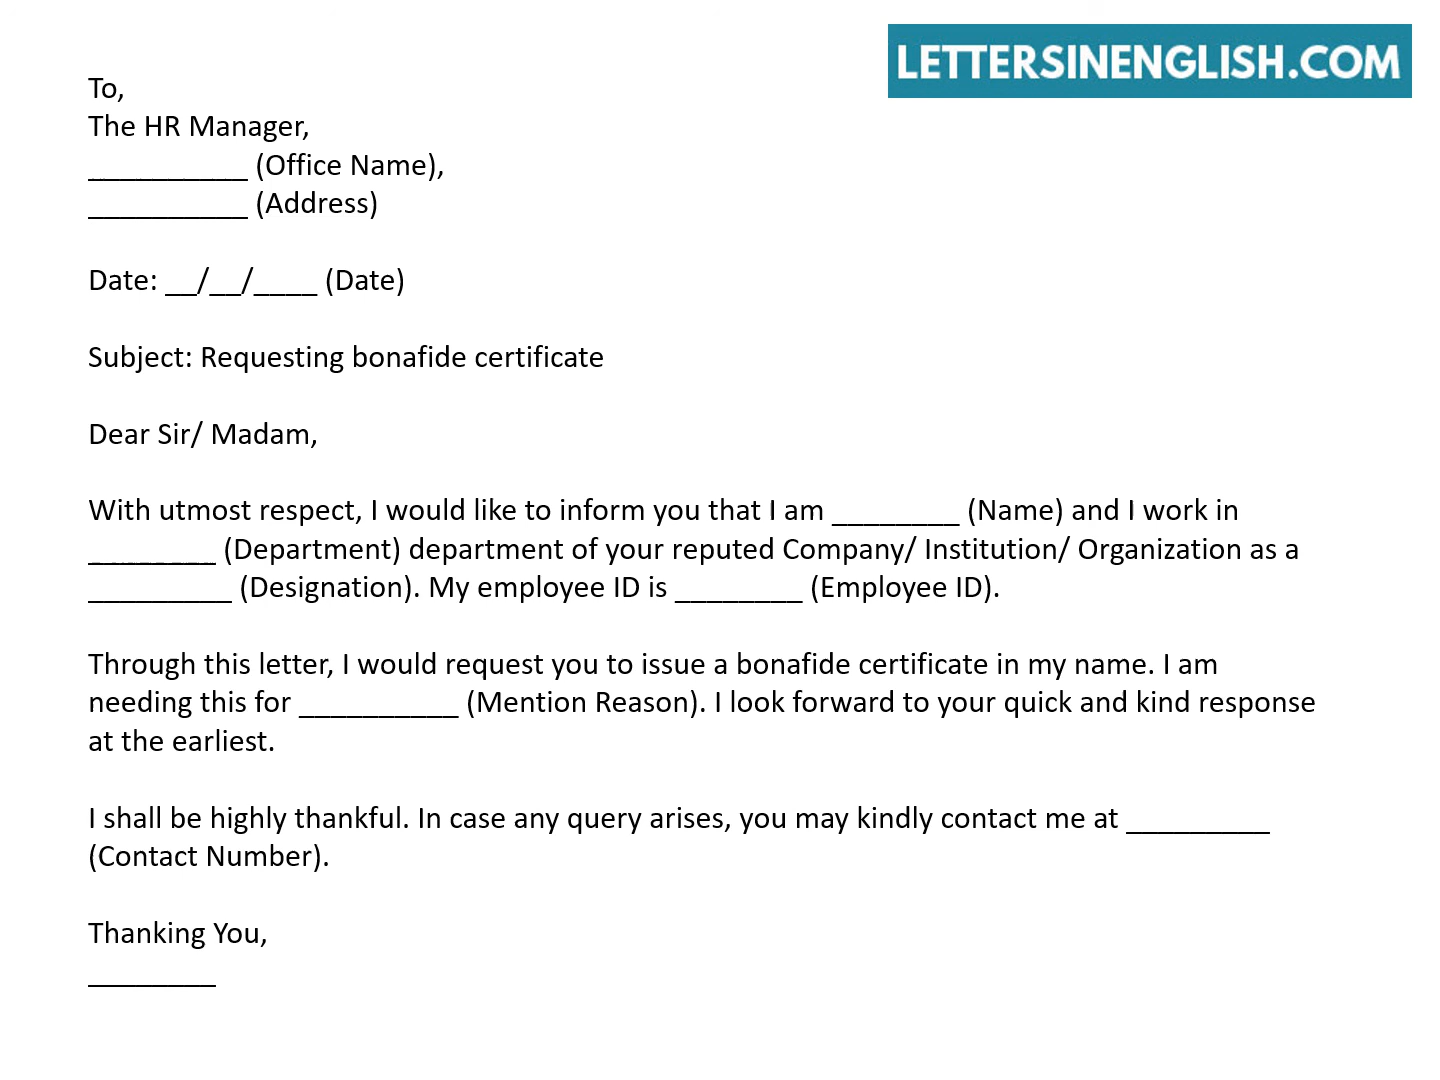 LETTERSINENGLISH.COM
To,
The HR Manager,
__________ (Office Name),
__________ (Address)
Date: __/__/____ (Date)
Subject: Requesting bonafide certificate
Dear Sir/ Madam,
With utmost respect, I would like to inform you that I am ________ (Name) and I work in
________ (Department) department of your reputed Company/ Institution/ Organization as a
_________ (Designation). My employee ID is ________ (Employee ID).
Through this letter, I would request you to issue a bonafide certificate in my name. I am
needing this for __________ (Mention Reason). I look forward to your quick and kind response
at the earliest.
I shall be highly thankful. In case any query arises, you may kindly contact me at _________
(Contact Number).
Thanking You,
________